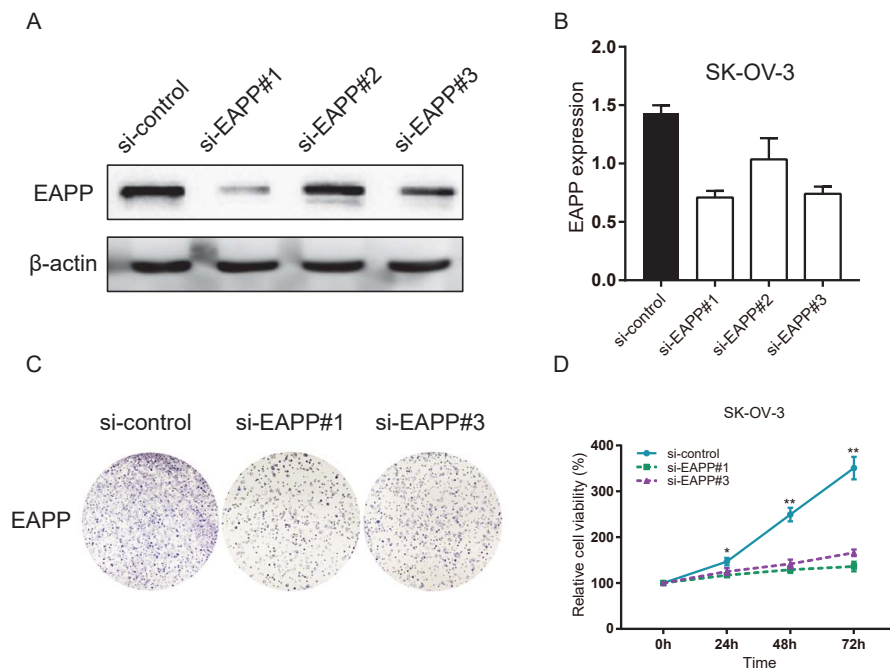 A
si-control
si-EAPP#1
si-EAPP#2
si-EAPP#3
EAPP
β-actin
B
SK-OV-3
EAPP expression
2.0
1.5
1.0
0.5
0.0
si-control
si-EAPP#1
si-EAPP#2
si-EAPP#3
C
si-control
si-EAPP#1
si-EAPP#3
EAPP
D
SK-OV-3
Relative cell viability (%)
400
300
200
100
0
si-control
si-EAPP#1
si-EAPP#3
*
**
**
0h
24h
48h
72h
Time